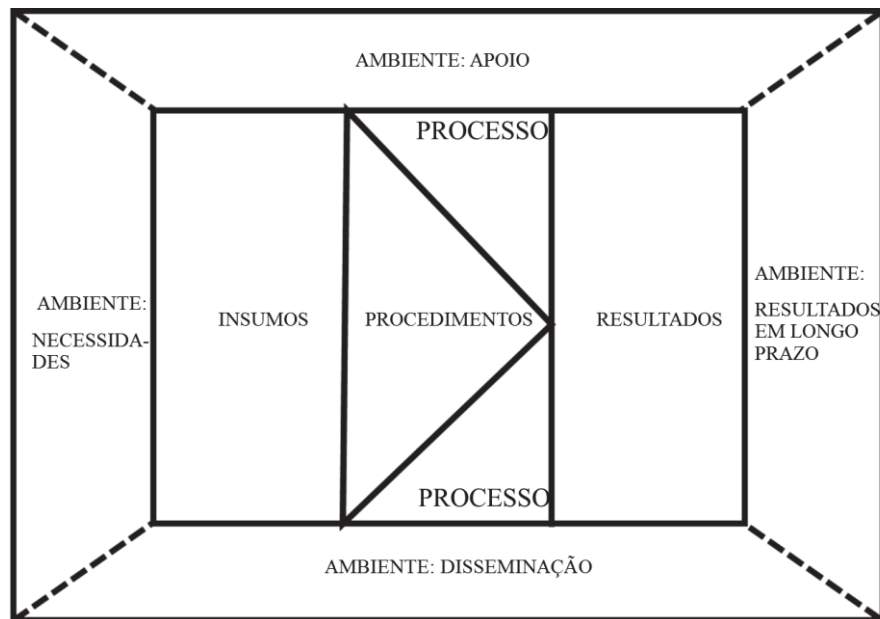 AMBIENTE: APOIO
PROCESSO
AMBIENTE:
NECESSIDA-
DES
INSUMOS
PROCEDIMENTOS
RESULTADOS
AMBIENTE:
RESULTADOS
EM LONGO
PRAZO
PROCESSO
AMBIENTE: DISSEMINAÇÃO